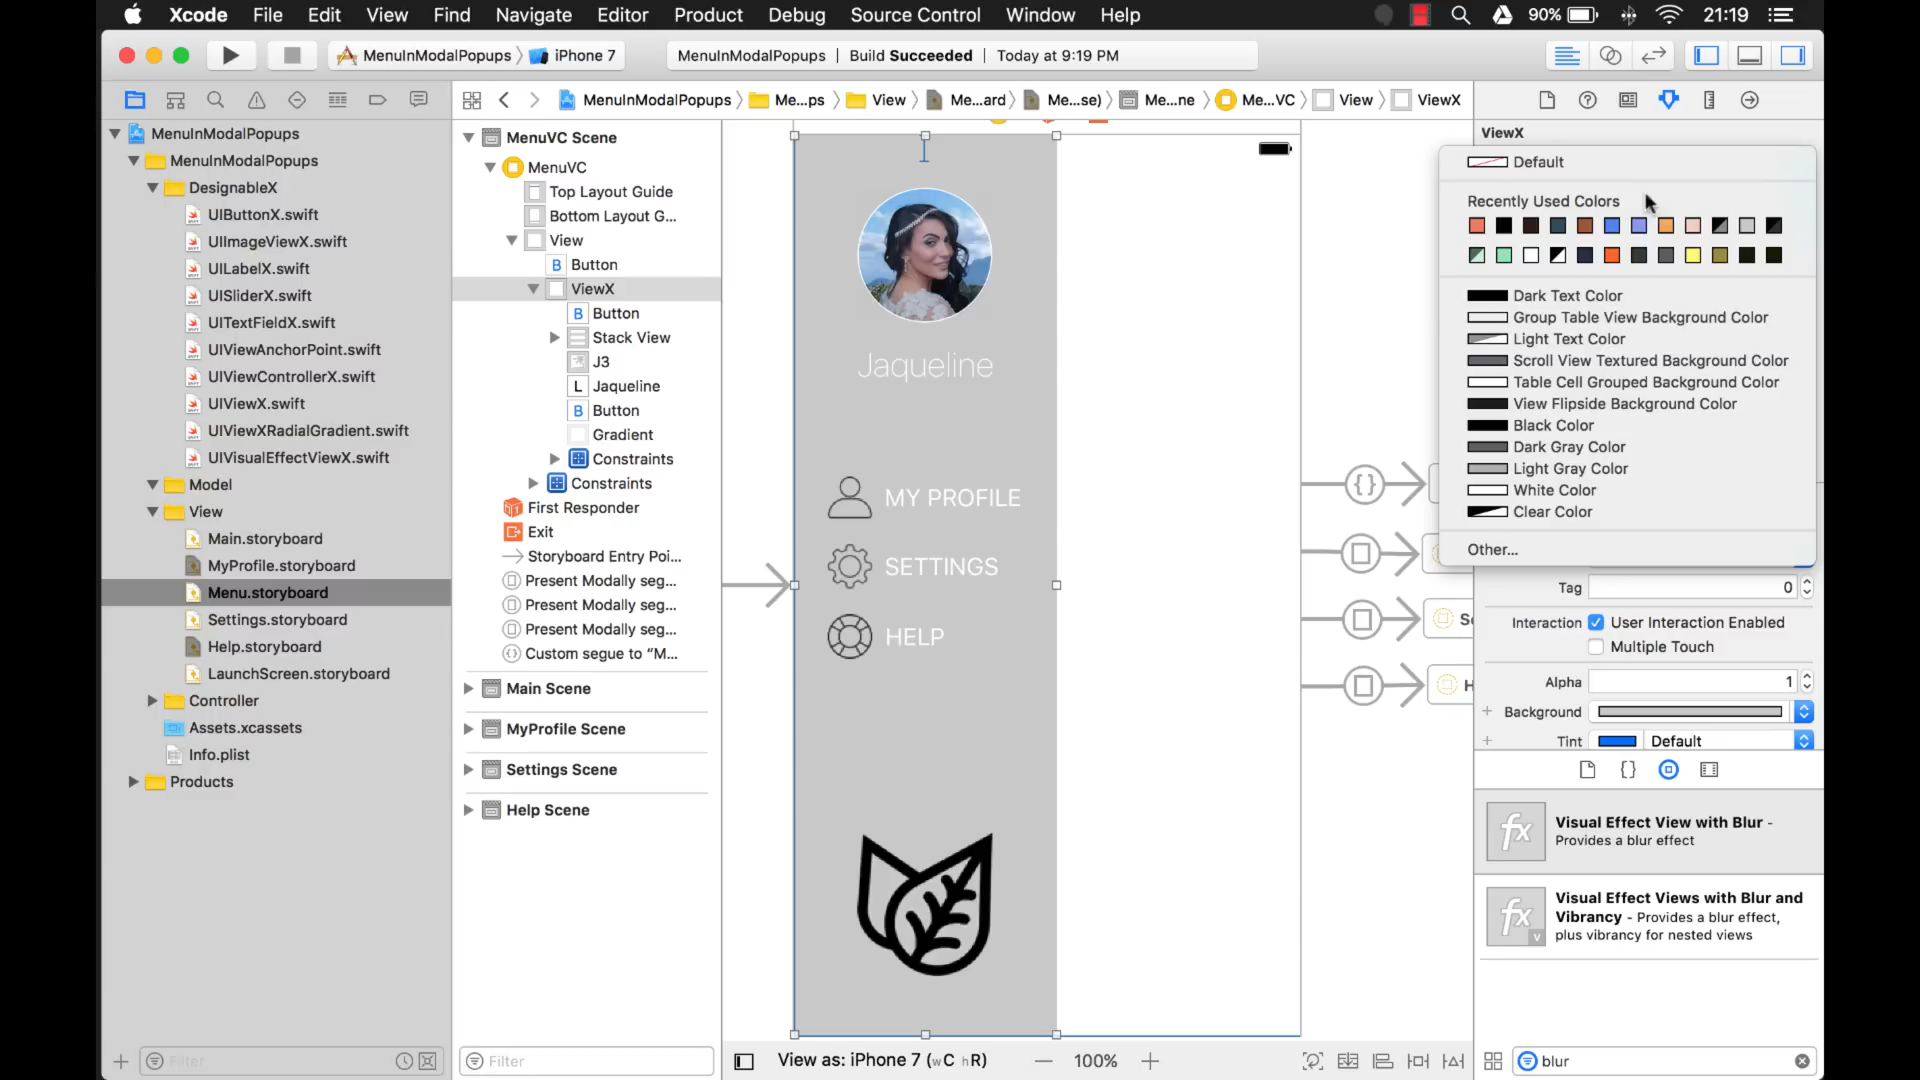 Xcode File Edit View Find Navigate Editor Product Debug Source Control Window Help 90% 21:19
MenuInModalPopups iPhone 7 MenuInModalPopups | Build Succeeded | Today at 9:19 PM
MenuInModalPopups Me...ps View Me...ard Me...se) Me...ne Me...VC View ViewX
MenuInModalPopups
MenuInModalPopups
DesignableX
UIButtonX.swift
UIImageViewX.swift
UILabelX.swift
UISliderX.swift
UITextFieldX.swift
UIViewAnchorPoint.swift
UIViewControllerX.swift
UIViewX.swift
UIViewXRadialGradient.swift
UIVisualEffectViewX.swift
Model
View
Main.storyboard
MyProfile.storyboard
Menu.storyboard
Settings.storyboard
Help.storyboard
LaunchScreen.storyboard
Controller
Assets.xcassets
Info.plist
Products
Filter
MenuVC Scene
MenuVC
Top Layout Guide
Bottom Layout G...
View
B Button
ViewX
B Button
Stack View
J3
L Jaqueline
B Button
Gradient
Constraints
Constraints
First Responder
Exit
Storyboard Entry Poi...
Present Modally seg...
Present Modally seg...
Present Modally seg...
Custom segue to “M...
Main Scene
MyProfile Scene
Settings Scene
Help Scene
Filter
Jaqueline
MY PROFILE
SETTINGS
HELP
{}
S
H
View as: iPhone 7 (wC hR) — 100% +
ViewX
Default
Recently Used Colors
Dark Text Color
Group Table View Background Color
Light Text Color
Scroll View Textured Background Color
Table Cell Grouped Background Color
View Flipside Background Color
Black Color
Dark Gray Color
Light Gray Color
White Color
Clear Color
Other...
Tag 0
Interaction User Interaction Enabled
Multiple Touch
Alpha 1
+ Background
+ Tint Default
{}
fx Visual Effect View with Blur -
Provides a blur effect
fx v Visual Effect Views with Blur and
Vibrancy - Provides a blur effect,
plus vibrancy for nested views
blur